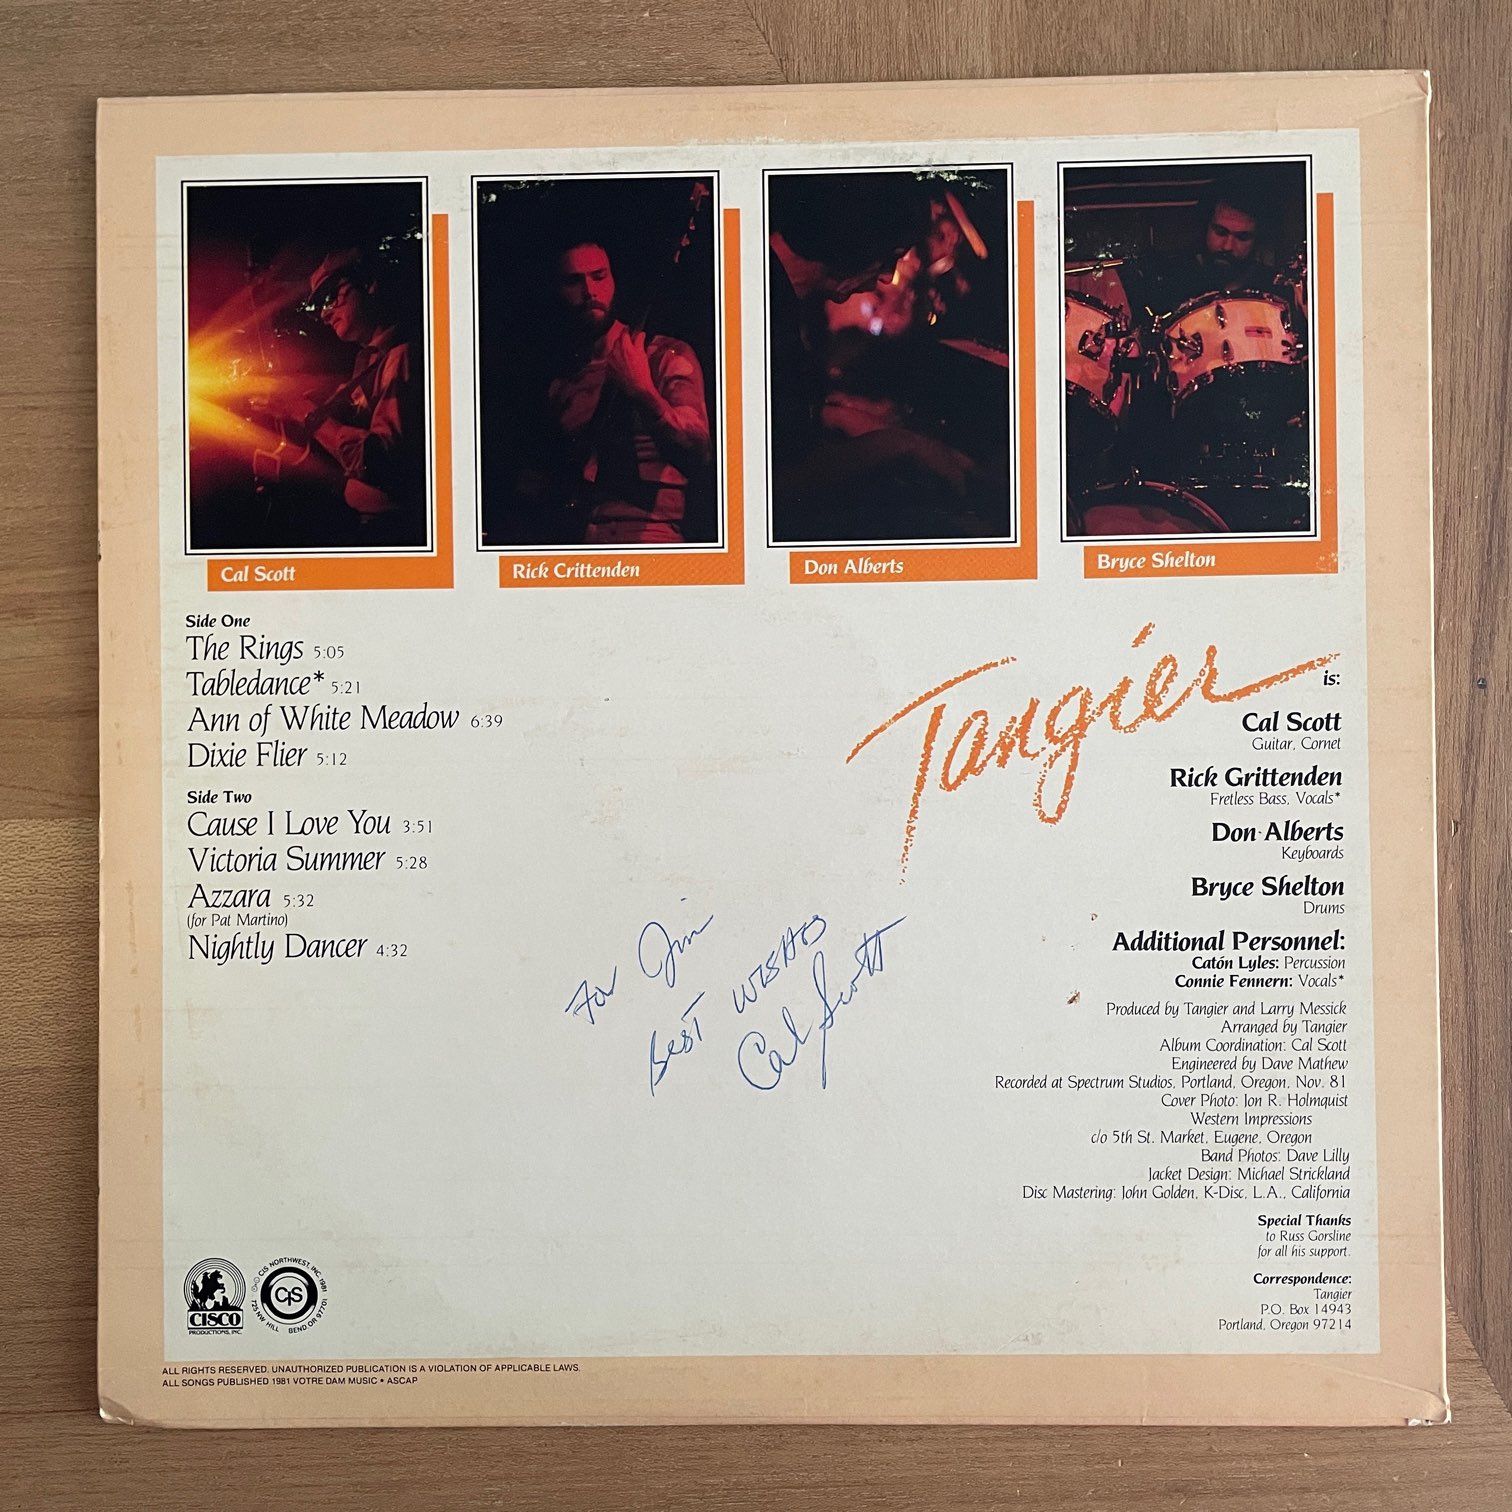 Cal Scott
Rick Crittenden
Don Alberts
Bryce Shelton
Side One
The Rings 5:05
Tabledance* 5:21
Ann of White Meadow 6:39
Dixie Flier 5:12
Side Two
Cause I Love You 3:51
Victoria Summer 5:28
Azzara 5:32
(for Pat Martino)
Nightly Dancer 4:32
Tangier is:
Cal Scott
Guitar, Cornet
Rick Grittenden
Fretless Bass, Vocals*
Don Alberts
Keyboards
Bryce Shelton
Drums
Additional Personnel:
Catón Lyles: Percussion
Connie Fennern: Vocals*
Produced by Tangier and Larry Messick
Arranged by Tangier
Album Coordination: Cal Scott
Engineered by Dave Mathew
Recorded at Spectrum Studios, Portland, Oregon, Nov. 81
Cover Photo: Jon R. Holmquist
Western Impressions
c/o 5th St. Market, Eugene, Oregon
Band Photos: Dave Lilly
Jacket Design: Michael Strickland
Disc Mastering: John Golden, K-Disc, L.A., California
Special Thanks
to Russ Gorsline
for all his support.
Correspondence:
Tangier
P.O. Box 14943
Portland, Oregon 97214
For Jim
Best wishes
Cal Scott
CISCO
PRODUCTIONS, INC.
©℗ CIS NORTHWEST, INC. 1981
CIS
725 NW HILL BEND OR 97701
ALL RIGHTS RESERVED. UNAUTHORIZED PUBLICATION IS A VIOLATION OF APPLICABLE LAWS.
ALL SONGS PUBLISHED 1981 VOTRE DAM MUSIC • ASCAP